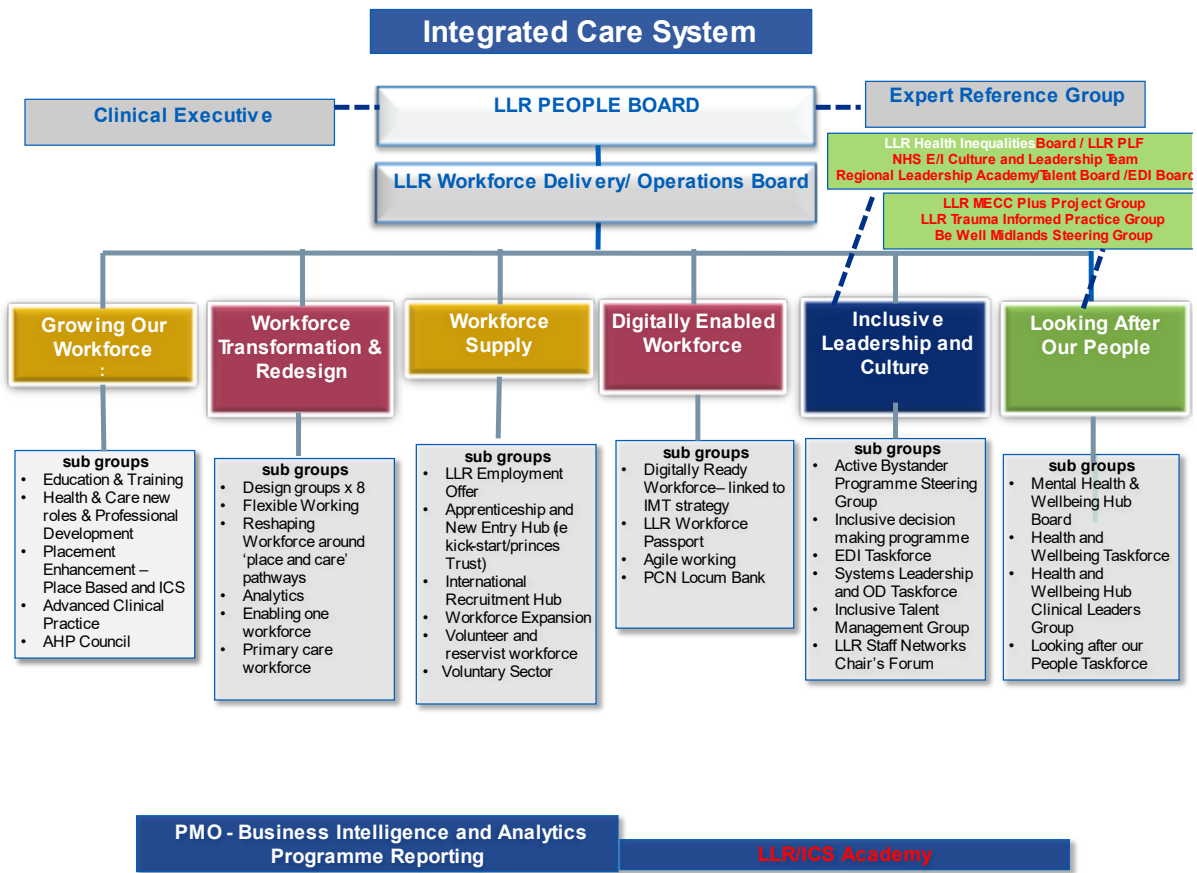 Integrated Care System
Clinical Executive
LLR PEOPLE BOARD
Expert Reference Group
LLR Health Inequalities Board / LLR PLF
NHS E/I Culture and Leadership Team
Regional Leadership Academy/Talent Board /EDI Board
LLR Workforce Delivery/ Operations Board
LLR MECC Plus Project Group
LLR Trauma Informed Practice Group
Be Well Midlands Steering Group
Growing Our
Workforce
:
Workforce
Transformation &
Redesign
Workforce
Supply
Digitally Enabled
Workforce
Inclusive
Leadership and
Culture
Looking After
Our People
sub groups
• Education & Training
• Health & Care new
roles & Professional
Development
• Placement
Enhancement –
Place Based and ICS
• Advanced Clinical
Practice
• AHP Council
sub groups
• Design groups x 8
• Flexible Working
• Reshaping
Workforce around
‘place and care’
pathways
• Analytics
• Enabling one
workforce
• Primary care
workforce
sub groups
• LLR Employment
Offer
• Apprenticeship and
New Entry Hub (ie
kick-start/princes
Trust)
• International
Recruitment Hub
• Workforce Expansion
• Volunteer and
reservist workforce
• Voluntary Sector
sub groups
• Digitally Ready
Workforce– linked to
IMT strategy
• LLR Workforce
Passport
• Agile working
• PCN Locum Bank
sub groups
• Active Bystander
Programme Steering
Group
• Inclusive decision
making programme
• EDI Taskforce
• Systems Leadership
and OD Taskforce
• Inclusive Talent
Management Group
• LLR Staff Networks
Chair’s Forum
sub groups
• Mental Health &
Wellbeing Hub
Board
• Health and
Wellbeing Taskforce
• Health and
Wellbeing Hub
Clinical Leaders
Group
• Looking after our
People Taskforce
PMO - Business Intelligence and Analytics
Programme Reporting
LLR/ICS Academy